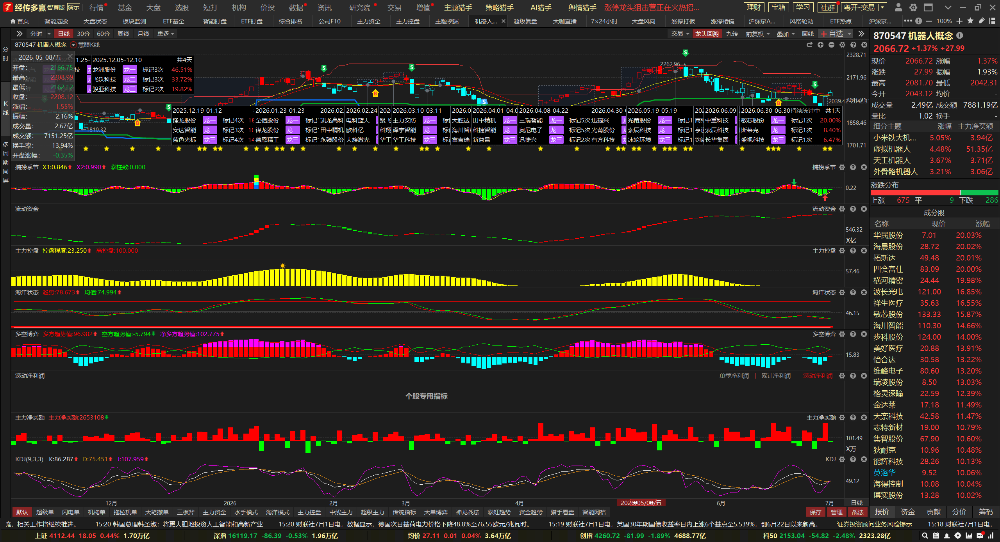 经传多赢 智尊版 演示 行情 基金 大盘 选股 短打 机构 价投 数据 资讯 研究院 交易 增值 主题猎手 策略猎手 AI猎手 舆情猎手 涨停龙头狙击营正在火热招... 理财 宝箱 学习 社群 粤开-交易
首页 智能选股 大盘状态 板块监测 ETF基金 智能盯盘 ETF盯盘 综合排名 公司F10 主力资金 主力控盘 主题挖掘 机器人... 超级复盘 大咖直播 7×24小时 大盘风向 涨停打板 涨停棱镜 沪深京A... 风格轮动 ETF热点 沪深京... 100%
分时 日线 30分 60分 周线 月线 更多 交易 龙头回溯 九转 前复权 叠加 画线 自选
分时
K线
多周期同屏
870547 机器人概念 慧眼K线
2026-05-08/五
开盘: 2166.75
最高: 2208.99
最低: 2162.12
收盘: 2208.12
涨幅: 1.55%
振幅: 2.16%
成交量: 2.67亿
成交额: 7151.25亿
换手率: 13.94%
开盘涨幅: -0.35%
2025.12.05-12.10 共4天
龙洲股份 龙一 标记3次 46.51%
飞沃科技 龙二 标记3次 33.72%
骏亚科技 龙三 标记2次 19.82%
1810.32
2262.96
2328.71
2171.96
2015.21
1858.46
1701.71
2025.12.19-01.12 2026.01.23-01.23 2026.02. 2026.02.24 2026.03.10-03.11 2026.0 2026.04.01-04.0 2026.04.08-04.22 2026.04.30- 2026.05.19-05.19 2026.06.09- 2026.06.30-06.30持续统计中 共1天
锋龙股份 龙一 标记4次 至信股份 龙一 凯龙高科 电科蓝天 王力安防 龙一 大胜达 田中精机 龙一 三瑞智能 龙一 标记5次 迅捷兴 光莆股份 龙一 中重科技 敏芯股份 龙一 标记1次 20.00%
安达智能 龙二 标记3次 锋龙股份 龙二 田中精机 欧科亿 泽宇智能 龙二 海川智 科捷智能 龙二 奥尼电子 龙二 标记5次 光莆股份 索辰科技 龙二 索辰科技 斯莱克 龙二 标记1次 8.40%
蓝色光标 龙三 标记4次 德恩精工 龙三 永臻股份 大族激光 华工科技 龙三 富吉瑞 新益昌 龙三 迅捷兴 龙三 标记2次 有方科技 冰轮环境 龙三 长华集团 盛视科技 龙三 标记1次 6.47%
捕捞季节 X1:0.846 X2:0.990 彩柱数:0.000 捕捞季节
0.22
流动资金 流动资金
546.32
X亿
主力控盘 控盘程度:23.250 高控盘:100.000 主力控盘
57.46
海洋状态 趋势:78.673 均值:74.994 海洋状态
46.15
多空博弈 多方趋势值:96.982 空方趋势值:-5.794 净多方趋势值:102.775 多空博弈
15.83
滚动净利润 单季净利润 累计净利润 滚动净利润
个股专用指标
主力净买额 主力净买额:2653108 主力净买额
101.49
X万
KDJ(9,3,3) K:86.287 D:75.451 J:107.959 KDJ
49.12
12月 2026 2月 3月 4月 2026/05/08/五 6月 7月 日线
默认 超级单 闪电单 机构单 拖拉机单 大笔撤单 三板斧 主力资金 水手模式 海洋模式 主力控盘 中线主力 超级主力 传统指标 大单博弈 神龙战法 彩虹趋势 资金趋势 猎手看盘 智能网格 保存 管理 战法
870547 机器人概念
2066.72 +1.37% +27.99
现价 2066.72 涨幅 1.37%
涨跌 27.99 振幅 1.93%
最高 2081.70 最低 2042.31
今开 2043.12 均价 -
成交量 2.49亿 成交额 7881.19亿
量比 1.02 换手 -
细分主题 涨幅 主力净买额
小米铁大机... 5.05% 3.94亿
虚拟机器人 4.48% 51.35亿
天工机器人 3.67% 3.71亿
外骨骼机器人 3.21% 3.06亿
涨跌分布
上涨 675 平 9 下跌 286
成分股
名称 现价 涨幅
华民股份 7.01 20.03%
海晨股份 28.72 20.02%
拓斯达 49.48 20.01%
四会富仕 83.09 20.00%
横河精密 24.44 19.98%
波长光电 121.00 16.85%
祥生医疗 35.63 16.55%
敏芯股份 133.33 15.87%
海川智能 110.30 14.66%
步科股份 124.00 14.00%
美好医疗 20.88 13.91%
怡合达 30.58 13.22%
维峰电子 80.60 13.20%
瑞凌股份 8.50 13.03%
格灵深瞳 22.59 12.39%
金达莱 17.18 11.49%
天奈科技 42.58 11.47%
志特新材 19.00 10.79%
集智股份 67.90 10.60%
狄耐克 10.96 10.48%
能辉科技 28.26 10.13%
英洛华 9.52 10.06%
海得控制 10.08 10.04%
博实股份 13.28 10.02%
报价 资金 贡献 分价 筹码
流，相关工作将继续推进。 15:20 韩国总理韩圣淑：将更大胆地投资人工智能和高新产业 15:20 财联社7月1日电，数据显示，德国次日基荷电力价格下降48.8%至76.55欧元/兆瓦时。 15:19 财联社7月1日电，英国30年期国债收益率日内上涨6个基点至5.539%，创6月22日以来新高。 证券投资顾问业务风险提示 15:18 财联社7月1日电，
上证 4112.44 18.05 0.44% 1.70万亿 深指 16119.17 -86.39 -0.53% 1.96万亿 均价 27.11 0.01 0.04% 3.64万亿 创指 4260.72 -81.99 -1.89% 4688.77亿 科50 2153.04 -54.82 -2.48% 2323.28亿